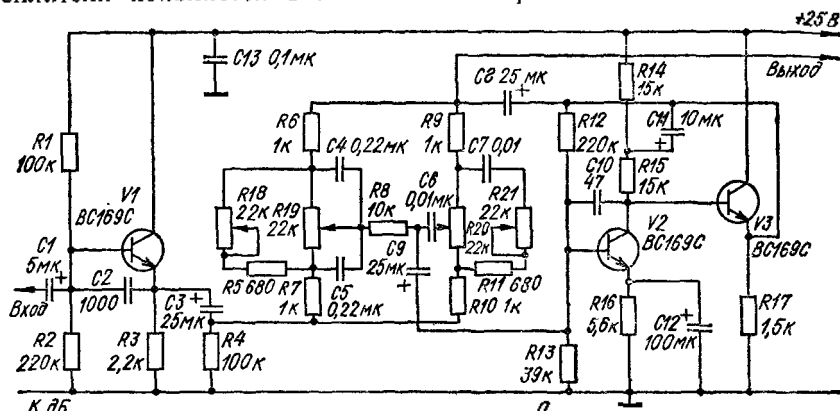 +25 В
С13 0,1мк
Выход
C8 25 мк
R14
15к
R1
100к
R6
1к
C4 0,22мк
R9
1к
C7 0,01
R12
220к
C11
10 мк
C10
47
R15
15к
V1
BC169C
R18
22к
R19
22к
R8
10к
C6
0,01мк
R20
22к
R21
22к
V2
BC169C
V3
BC169C
C1
5мк
Вход
C2
1000
C3
25мк
R5 680
R7
1к
C5
0,22мк
C9
25мк
R11 680
R10 1к
R16
5,6к
C12
100мк
R17
1,5к
R2
220к
R3
2,2к
R4
100к
R13
39к
К, дБ
а